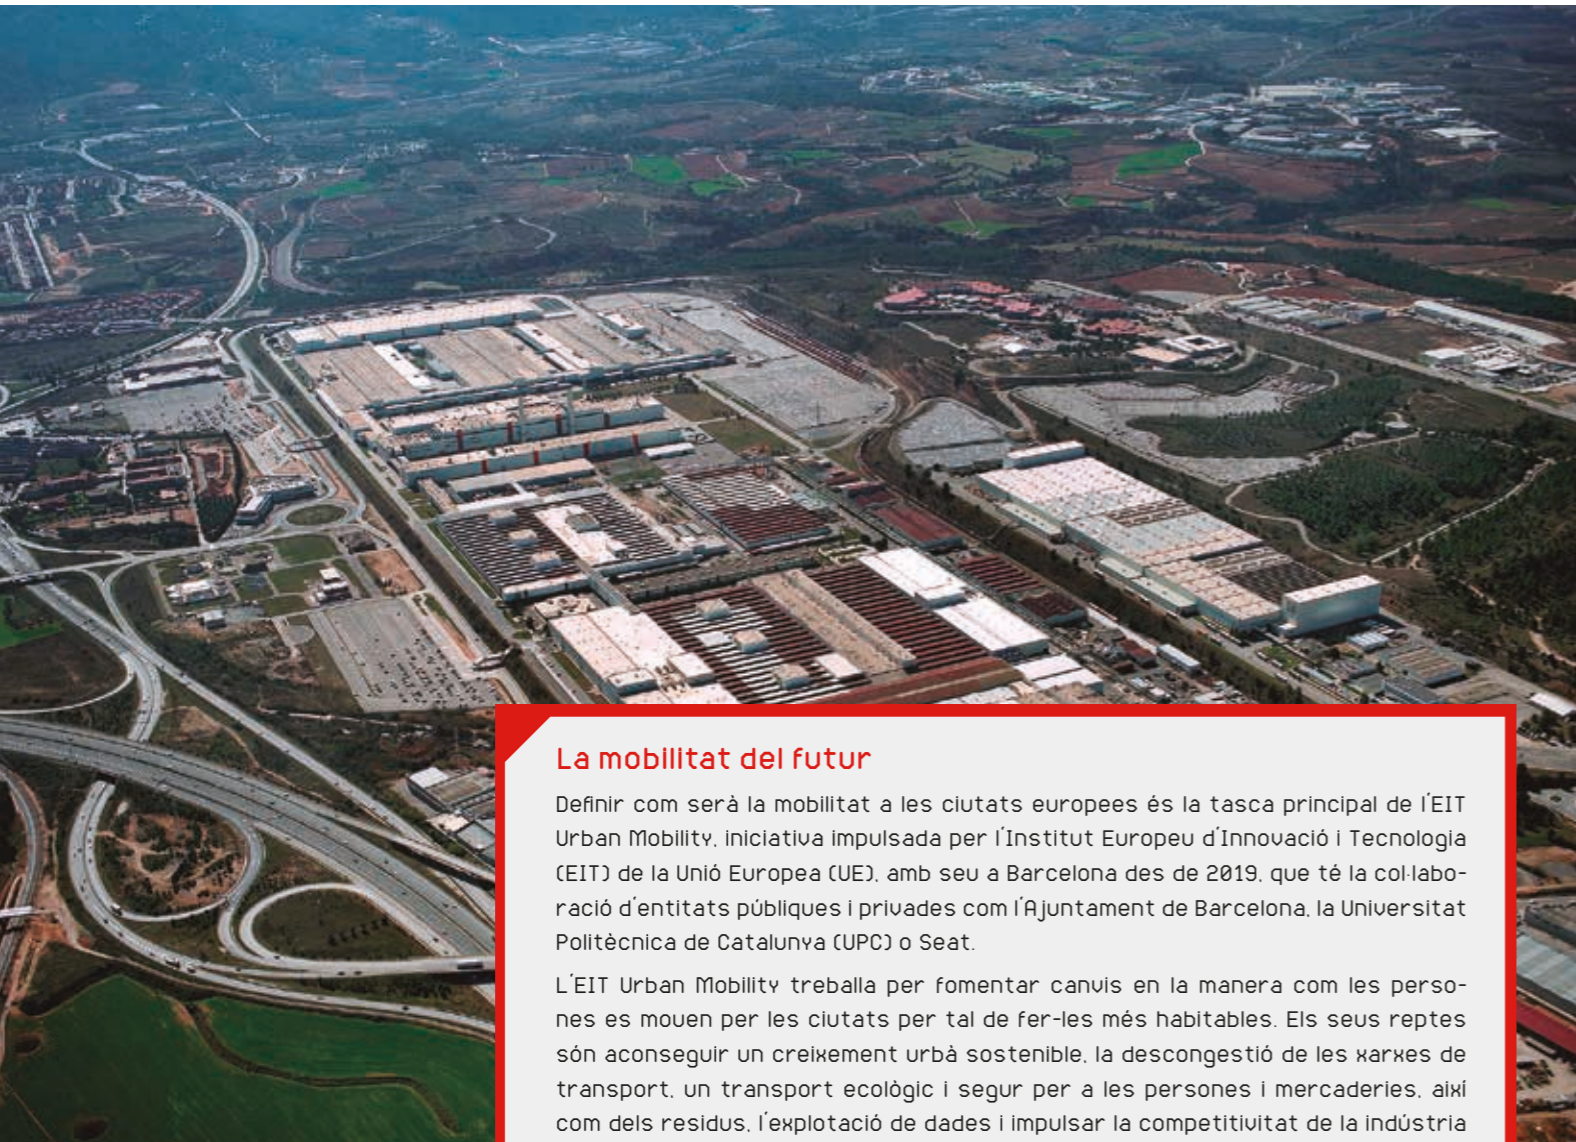 La mobilitat del futur
Definir com serà la mobilitat a les ciutats europees és la tasca principal de l'EIT
Urban Mobility, iniciativa impulsada per l'Institut Europeu d'Innovació i Tecnologia
(EIT) de la Unió Europea (UE), amb seu a Barcelona des de 2019, que té la col·labo-
ració d'entitats públiques i privades com l'Ajuntament de Barcelona, la Universitat
Politècnica de Catalunya (UPC) o Seat.
L'EIT Urban Mobility treballa per fomentar canvis en la manera com les perso-
nes es mouen per les ciutats per tal de fer-les més habitables. Els seus reptes
són aconseguir un creixement urbà sostenible, la descongestió de les xarxes de
transport, un transport ecològic i segur per a les persones i mercaderies, així
com dels residus, l'explotació de dades i impulsar la competitivitat de la indústria